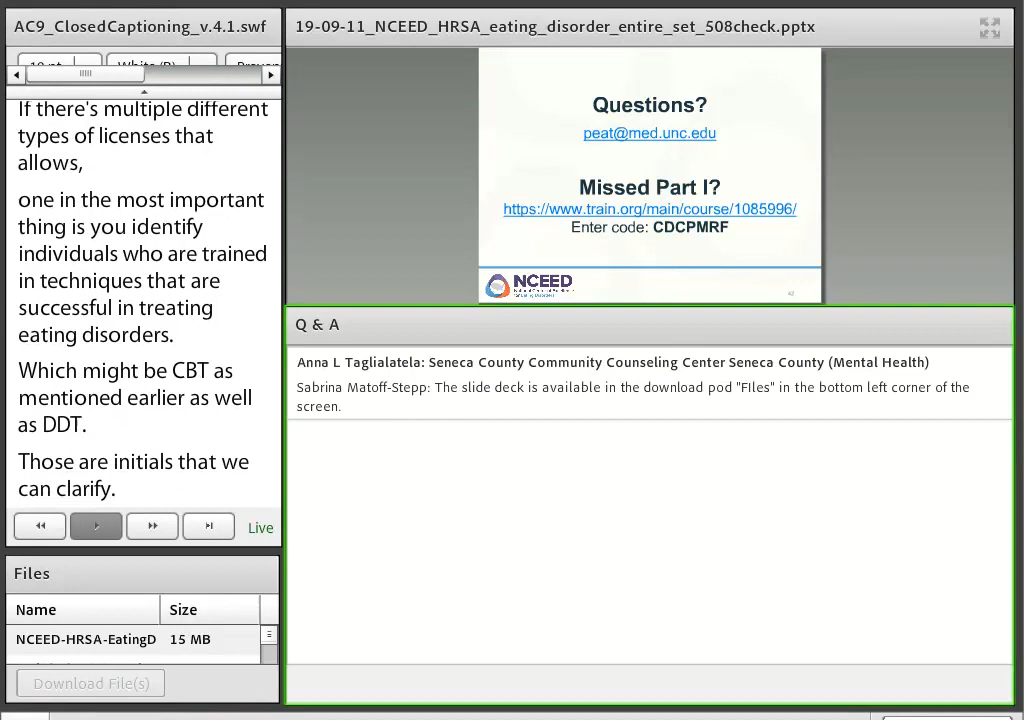 AC9_ClosedCaptioning_v.4.1.swf
If there's multiple different
types of licenses that
allows,
one in the most important
thing is you identify
individuals who are trained
in techniques that are
successful in treating
eating disorders.
Which might be CBT as
mentioned earlier as well
as DDT.
Those are initials that we
can clarify.
Live
Files
Name Size
NCEED-HRSA-EatingD 15 MB
Download File(s)
19-09-11_NCEED_HRSA_eating_disorder_entire_set_508check.pptx
Questions?
peat@med.unc.edu
Missed Part I?
https://www.train.org/main/course/1085996/
Enter code: CDCPMRF
NCEED
42
Q & A
Anna L Taglialatela: Seneca County Community Counseling Center Seneca County (Mental Health)
Sabrina Matoff-Stepp: The slide deck is available in the download pod "FIles" in the bottom left corner of the
screen.